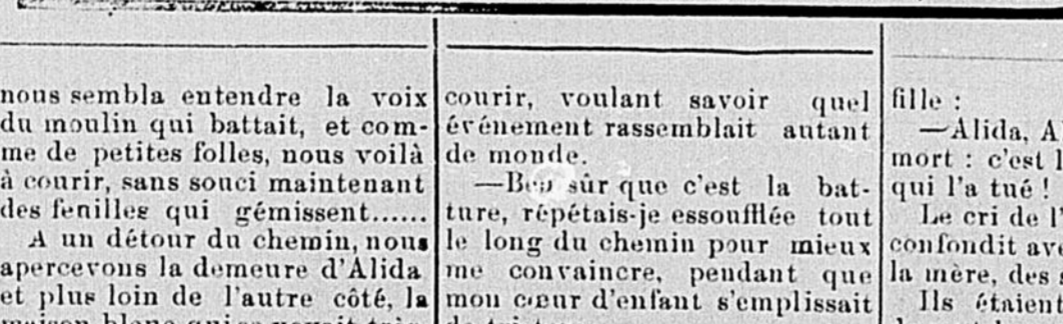 nous sembla entendre la voix
du moulin qui battait, et com-
me de petites folles, nous voilà
à courir, sans souci maintenant
des feuilles qui gémissent......
A un détour du chemin, nous
apercevons la demeure d'Alida
et plus loin de l'autre côté, la
courir, voulant savoir quel
événement rassemblait autant
de monde.
—Ben sûr que c'est la bat-
ture, répétais-je essoufflée tout
le long du chemin pour mieux
me convaincre, pendant que
mon cœur d'enfant s'emplissait
fille :
—Alida, A
mort : c'est l
qui l'a tué !
Le cri de l
confondit ave
la mère, des
Ils étaien